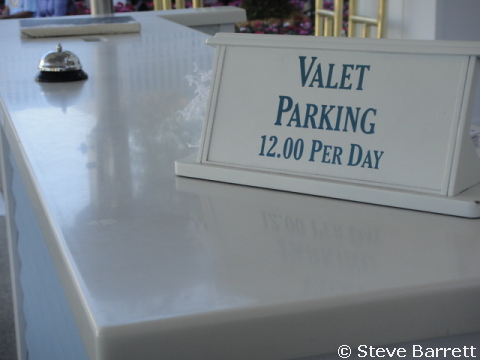 VALET
PARKING
12.00 PER DAY
© Steve Barrett